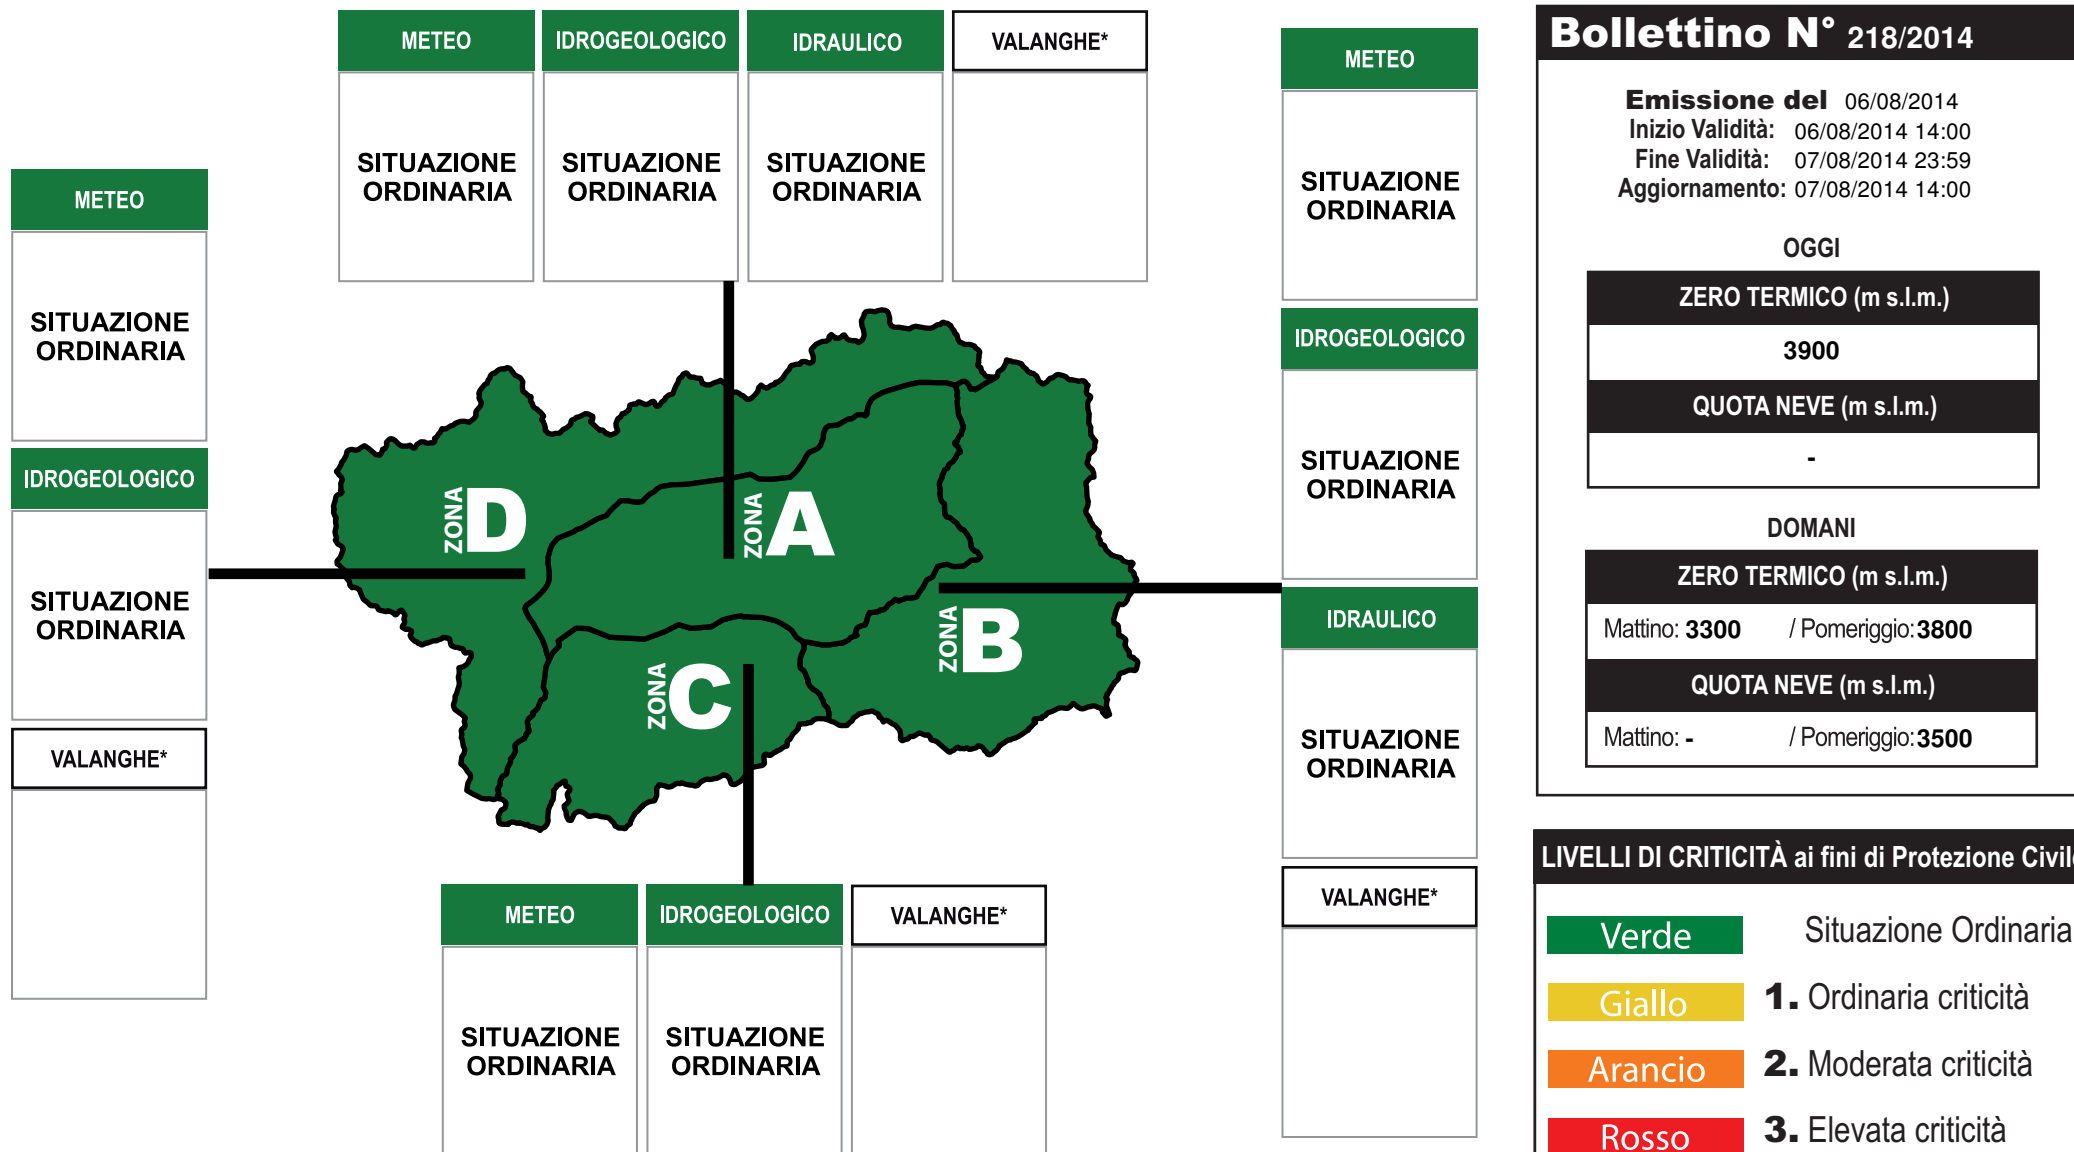 METEO
IDROGEOLOGICO
IDRAULICO
VALANGHE*
SITUAZIONE
ORDINARIA
SITUAZIONE
ORDINARIA
SITUAZIONE
ORDINARIA
METEO
SITUAZIONE
ORDINARIA
IDROGEOLOGICO
SITUAZIONE
ORDINARIA
VALANGHE*
ZONA D
ZONA A
ZONA B
ZONA C
METEO
SITUAZIONE
ORDINARIA
IDROGEOLOGICO
SITUAZIONE
ORDINARIA
IDRAULICO
SITUAZIONE
ORDINARIA
VALANGHE*
METEO
IDROGEOLOGICO
VALANGHE*
SITUAZIONE
ORDINARIA
SITUAZIONE
ORDINARIA
Bollettino N° 218/2014
Emissione del 06/08/2014
Inizio Validità: 06/08/2014 14:00
Fine Validità: 07/08/2014 23:59
Aggiornamento: 07/08/2014 14:00
OGGI
ZERO TERMICO (m s.l.m.)
3900
QUOTA NEVE (m s.l.m.)
-
DOMANI
ZERO TERMICO (m s.l.m.)
Mattino: 3300 / Pomeriggio: 3800
QUOTA NEVE (m s.l.m.)
Mattino: - / Pomeriggio: 3500
LIVELLI DI CRITICITÀ ai fini di Protezione Civile
Verde Situazione Ordinaria
Giallo 1. Ordinaria criticità
Arancio 2. Moderata criticità
Rosso 3. Elevata criticità